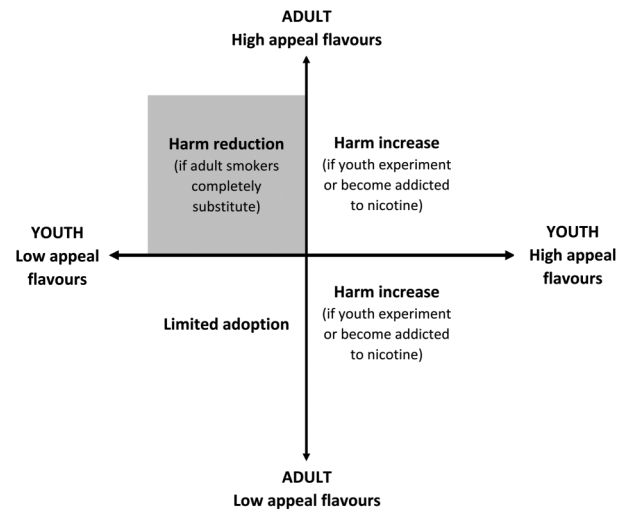 ADULT
High appeal flavours
Harm reduction
(if adult smokers
completely
substitute)
Harm increase
(if youth experiment
or become addicted
to nicotine)
YOUTH
Low appeal
flavours
YOUTH
High appeal
flavours
Limited adoption
Harm increase
(if youth experiment
or become addicted
to nicotine)
ADULT
Low appeal flavours